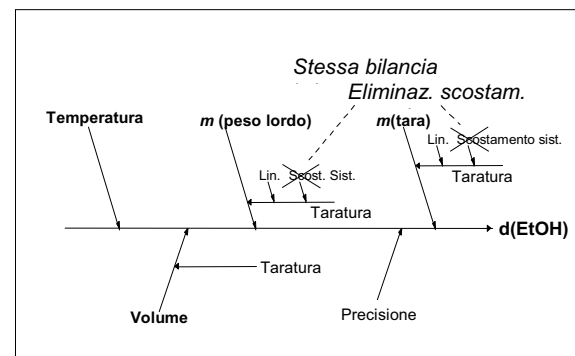 Stessa bilancia
Eliminaz. scostam.
Temperatura
m (peso lordo)
m(tara)
Lin. Scostamento sist.
Lin. Scost. Sist.
Taratura
Taratura
d(EtOH)
Taratura
Volume
Precisione